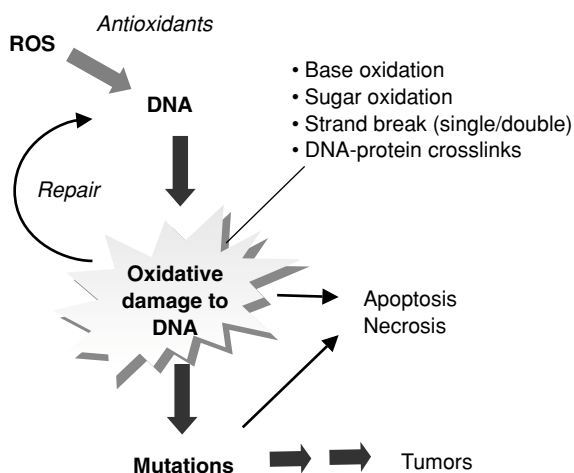 Antioxidants
ROS
DNA
• Base oxidation
• Sugar oxidation
• Strand break (single/double)
• DNA-protein crosslinks
Repair
Oxidative
damage to
DNA
Apoptosis
Necrosis
Mutations
Tumors